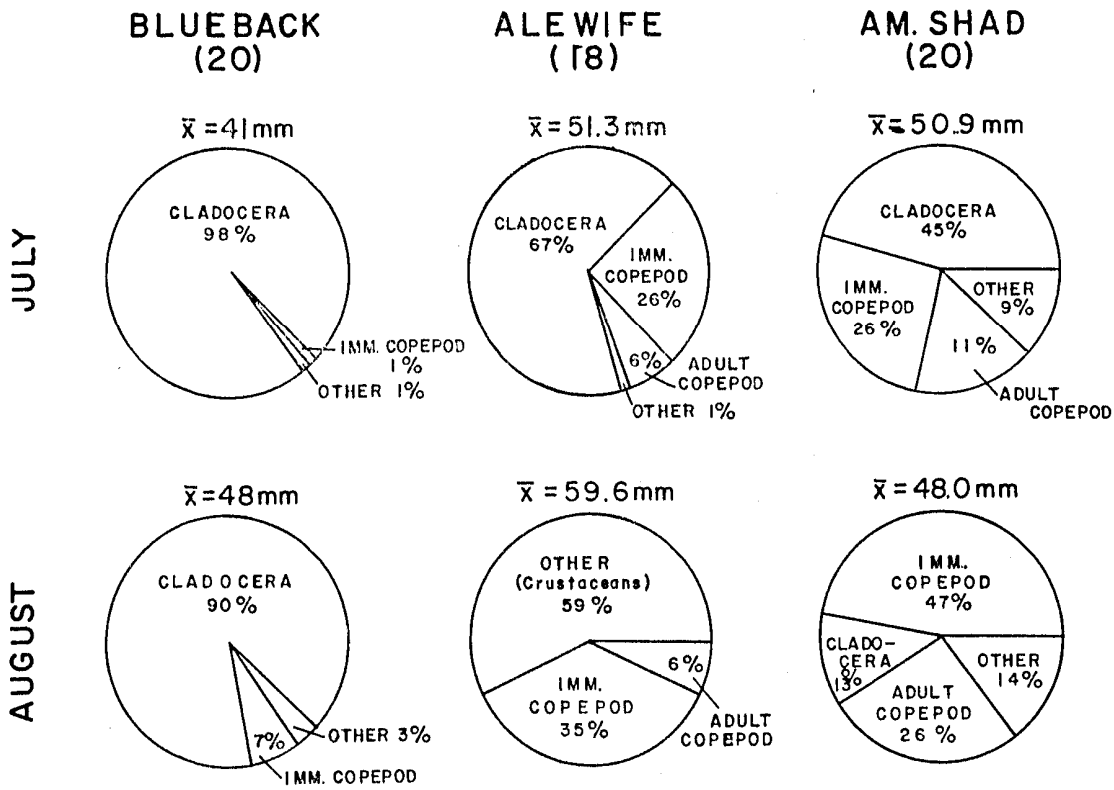 BLUEBACK
(20)
ALEWIFE
(18)
AM. SHAD
(20)
JULY
x̄ = 41 mm
CLADOCERA
98%
IMM. COPEPOD
1%
OTHER 1%
x̄ = 51.3 mm
CLADOCERA
67%
IMM.
COPEPOD
26%
6%
ADULT
COPEPOD
OTHER 1%
x̄ = 50.9 mm
CLADOCERA
45%
IMM.
COPEPOD
26%
OTHER
9%
11%
ADULT
COPEPOD
AUGUST
x̄ = 48 mm
CLADOCERA
90%
7%
OTHER 3%
IMM. COPEPOD
x̄ = 59.6 mm
OTHER
(Crustaceans)
59%
6%
IMM.
COPEPOD
35%
ADULT
COPEPOD
x̄ = 48.0 mm
IMM.
COPEPOD
47%
CLADO-
CERA
13%
OTHER
14%
ADULT
COPEPOD
26%